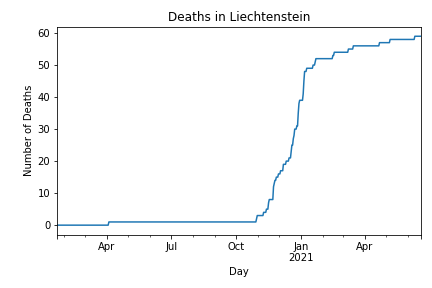 Deaths in Liechtenstein
60
50
40
30
20
10
0
Number of Deaths
Apr
Jul
Oct
Jan
2021
Apr
Day